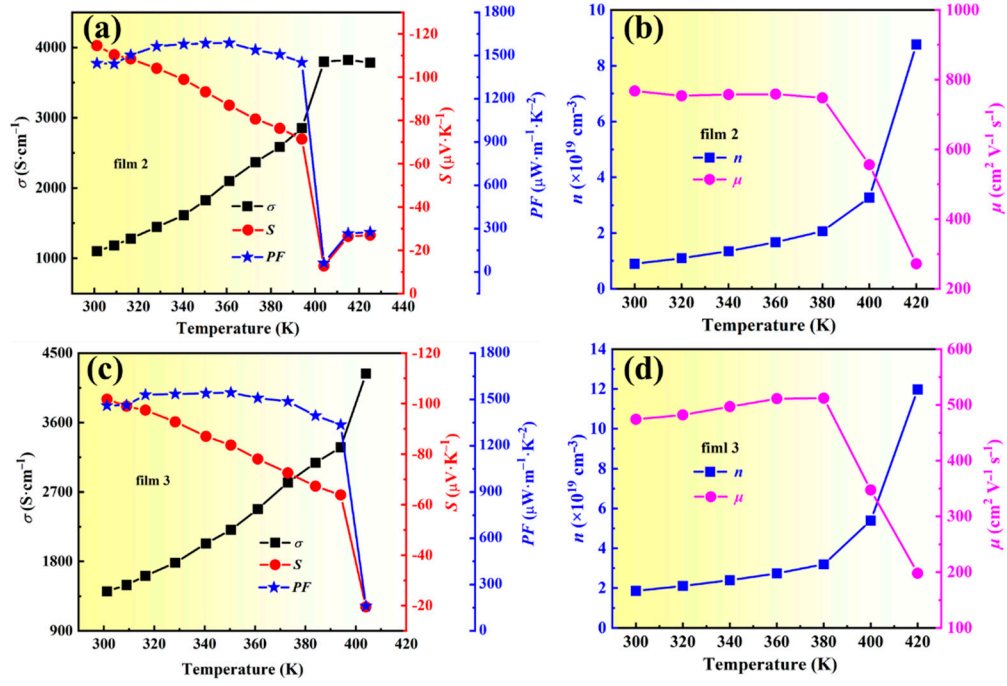 (a)
4000
3000
2000
1000
σ (S·cm⁻¹)
300 320 340 360 380 400 420 440
Temperature (K)
film 2
σ
S
PF
-120
-100
-80
-60
-40
-20
0
S (μV·K⁻¹)
1800
1500
1200
900
600
300
0
PF (μW·m⁻¹·K⁻²)
(b)
10
8
6
4
2
0
n (×10¹⁹ cm⁻³)
300 320 340 360 380 400 420
Temperature (K)
film 2
n
μ
1000
800
600
400
200
μ (cm² V⁻¹ s⁻¹)
(c)
4500
3600
2700
1800
900
σ (S·cm⁻¹)
300 320 340 360 380 400 420
Temperature (K)
film 3
σ
S
PF
-120
-100
-80
-60
-40
-20
S (μV·K⁻¹)
1800
1500
1200
900
600
300
0
PF (μW·m⁻¹·K⁻²)
(d)
14
12
10
8
6
4
2
0
n (×10¹⁹ cm⁻³)
300 320 340 360 380 400 420
Temperature (K)
fiml 3
n
μ
600
500
400
300
200
100
μ (cm² V⁻¹ s⁻¹)